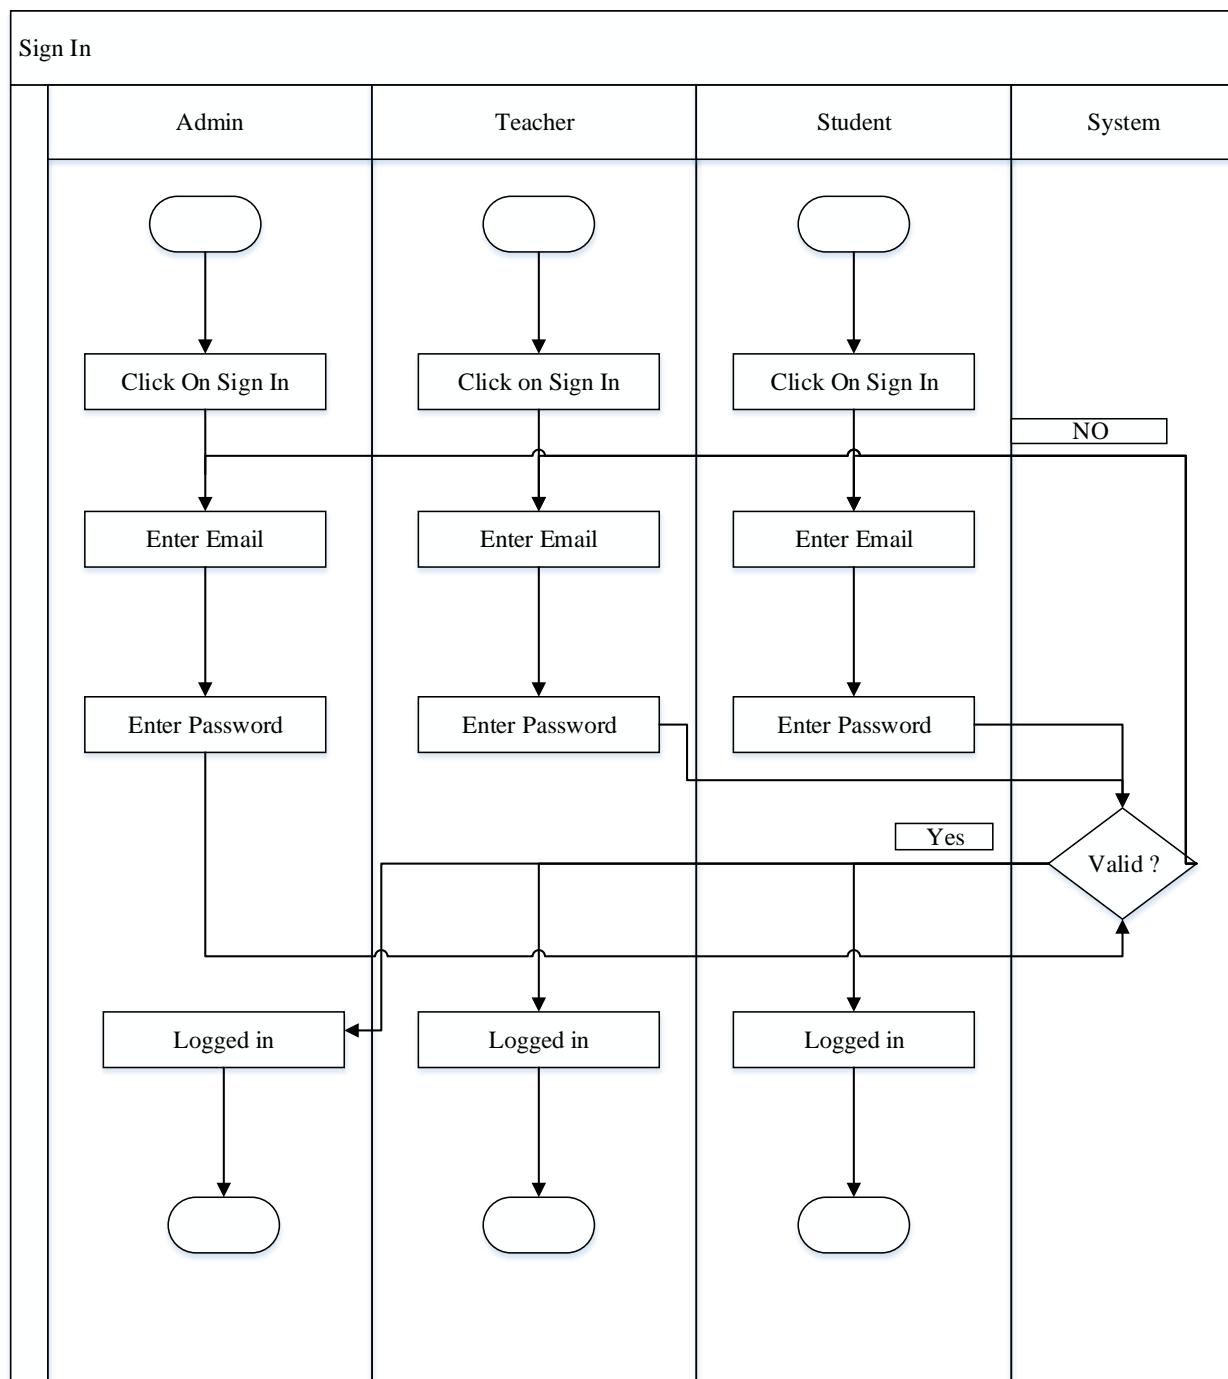 Sign In
Admin Teacher Student System
Click On Sign In Click on Sign In Click On Sign In
NO
Enter Email Enter Email Enter Email
Enter Password Enter Password Enter Password
Yes
Valid ?
Logged in Logged in Logged in